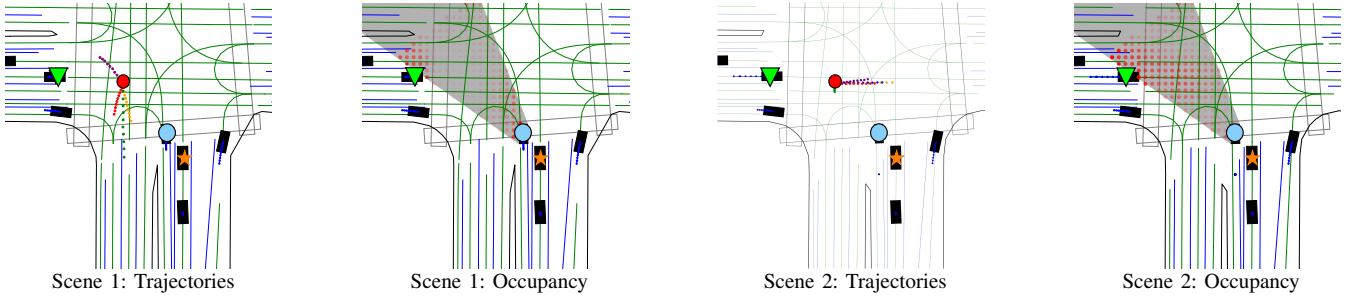 Scene 1: Trajectories
Scene 1: Occupancy
Scene 2: Trajectories
Scene 2: Occupancy